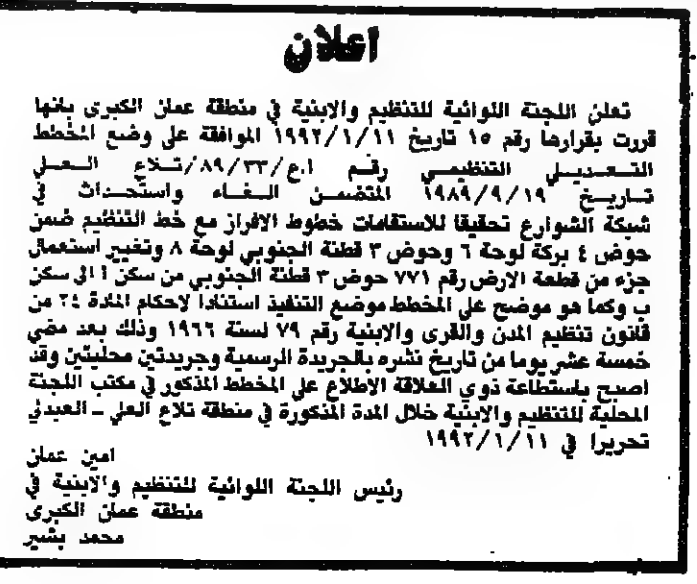 اعلان
تعلن اللجنة اللوائية للتنظيم والابنية في منطقة عمان الكبرى بانها
قررت بقرارها رقم ١٥ تاريخ ١٩٩٢/١/١١ الموافقة على وضع المخطط
التعديلي التنظيمي رقم ا.ع/٨٩/٣٣/تلاع العلي
تاريخ ١٩٨٩/٩/١٩ المتضمن الغاء واستحداث في
شبكة الشوارع تحقيقا للاستقامات خطوط الافراز مع خط التنظيم ضمن
حوض ٤ بركة لوحة ٦ وحوض ٣ قطنة الجنوبي لوحة ٨ وتغيير استعمال
جزء من قطعة الارض رقم ٧٧١ حوض ٣ قطنة الجنوبي من سكن أ الى سكن
ب وكما هو موضح على المخطط موضع التنفيذ استنادا لاحكام المادة ٢٤ من
قانون تنظيم المدن والقرى والابنية رقم ٧٩ لسنة ١٩٦٦ وذلك بعد مضي
خمسة عشر يوما من تاريخ نشره بالجريدة الرسمية وجريدتين محليتين وقد
اصبح باستطاعة ذوي العلاقة الاطلاع على المخطط المذكور في مكتب اللجنة
المحلية للتنظيم والابنية خلال المدة المذكورة في منطقة تلاع العلي - العبدلي
تحريرا في ١٩٩٢/١/١١
امين عمان
رئيس اللجنة اللوائية للتنظيم والابنية في
منطقة عمان الكبرى
محمد بشير